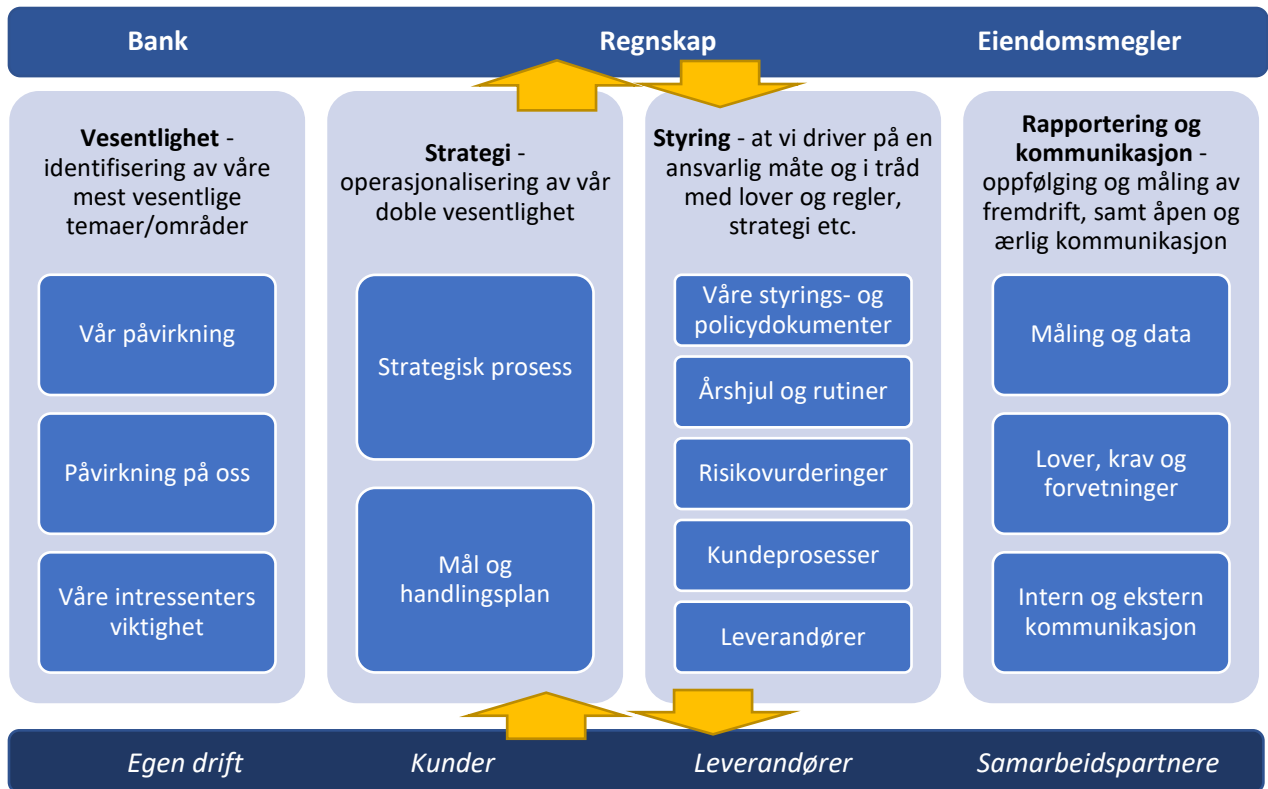 Bank Regnskap Eiendomsmegler
Vesentlighet -
identifisering av våre
mest vesentlige
temaer/områder
Vår påvirkning
Påvirkning på oss
Våre intressenters
viktighet
Strategi -
operasjonalisering av vår
doble vesentlighet
Strategisk prosess
Mål og
handlingsplan
Styring - at vi driver på en
ansvarlig måte og i tråd
med lover og regler,
strategi etc.
Våre styrings- og
policydokumenter
Årshjul og rutiner
Risikovurderinger
Kundeprosesser
Leverandører
Rapportering og
kommunikasjon -
oppfølging og måling av
fremdrift, samt åpen og
ærlig kommunikasjon
Måling og data
Lover, krav og
forvetninger
Intern og ekstern
kommunikasjon
Egen drift Kunder Leverandører Samarbeidspartnere